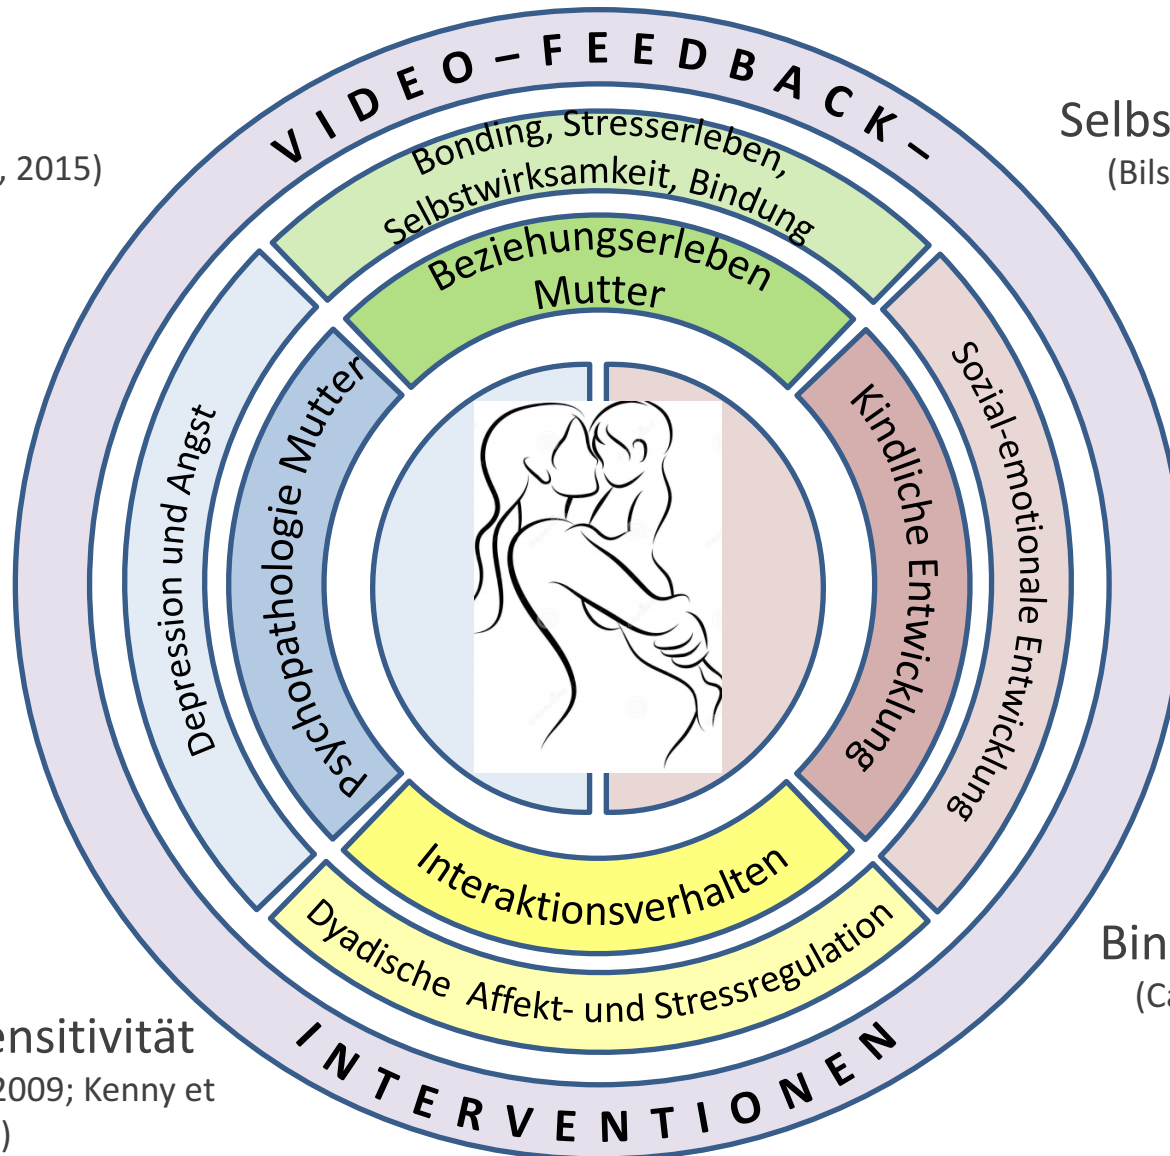 VIDEO–FEEDBACK–
, 2015)
Selbs
(Bils
Bonding, Stresserleben,
Selbstwirksamkeit, Bindung
Beziehungserleben
Mutter
Depression und Angst
Psychopathologie Mutter
Kindliche Entwicklung
Sozial-emotionale Entwicklung
Interaktionsverhalten
Dyadische Affekt- und Stressregulation
Bin
(Ca
ensitivität
2009; Kenny et
)
INTERVENTIONEN